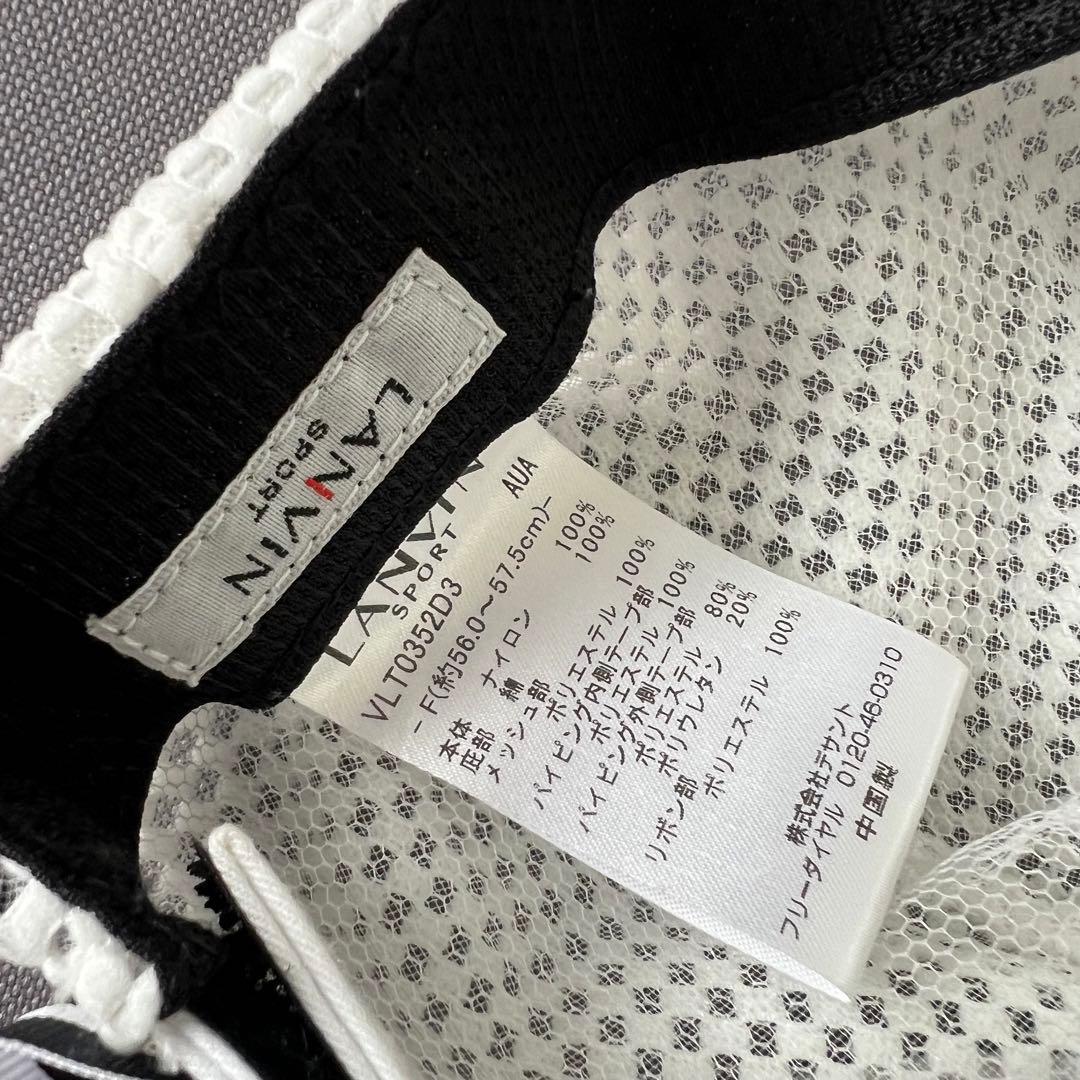 LANVIN
SPORT
LANVIN
SPORT
VLT0352D3 AUA
- F(約56.0～57.5cm)-
本体 ナイロン 100%
本庄部 綿 100%
メッシュ部
ポリエステル 100%
パイピング内側テープ部
ポリエステル 100%
パイピング外側テープ部
ポリエステル 80%
ポリウレタン 20%
リボン部
ポリエステル 100%
株式会社デサント
フリーダイヤル 0120-46-0310
中国製